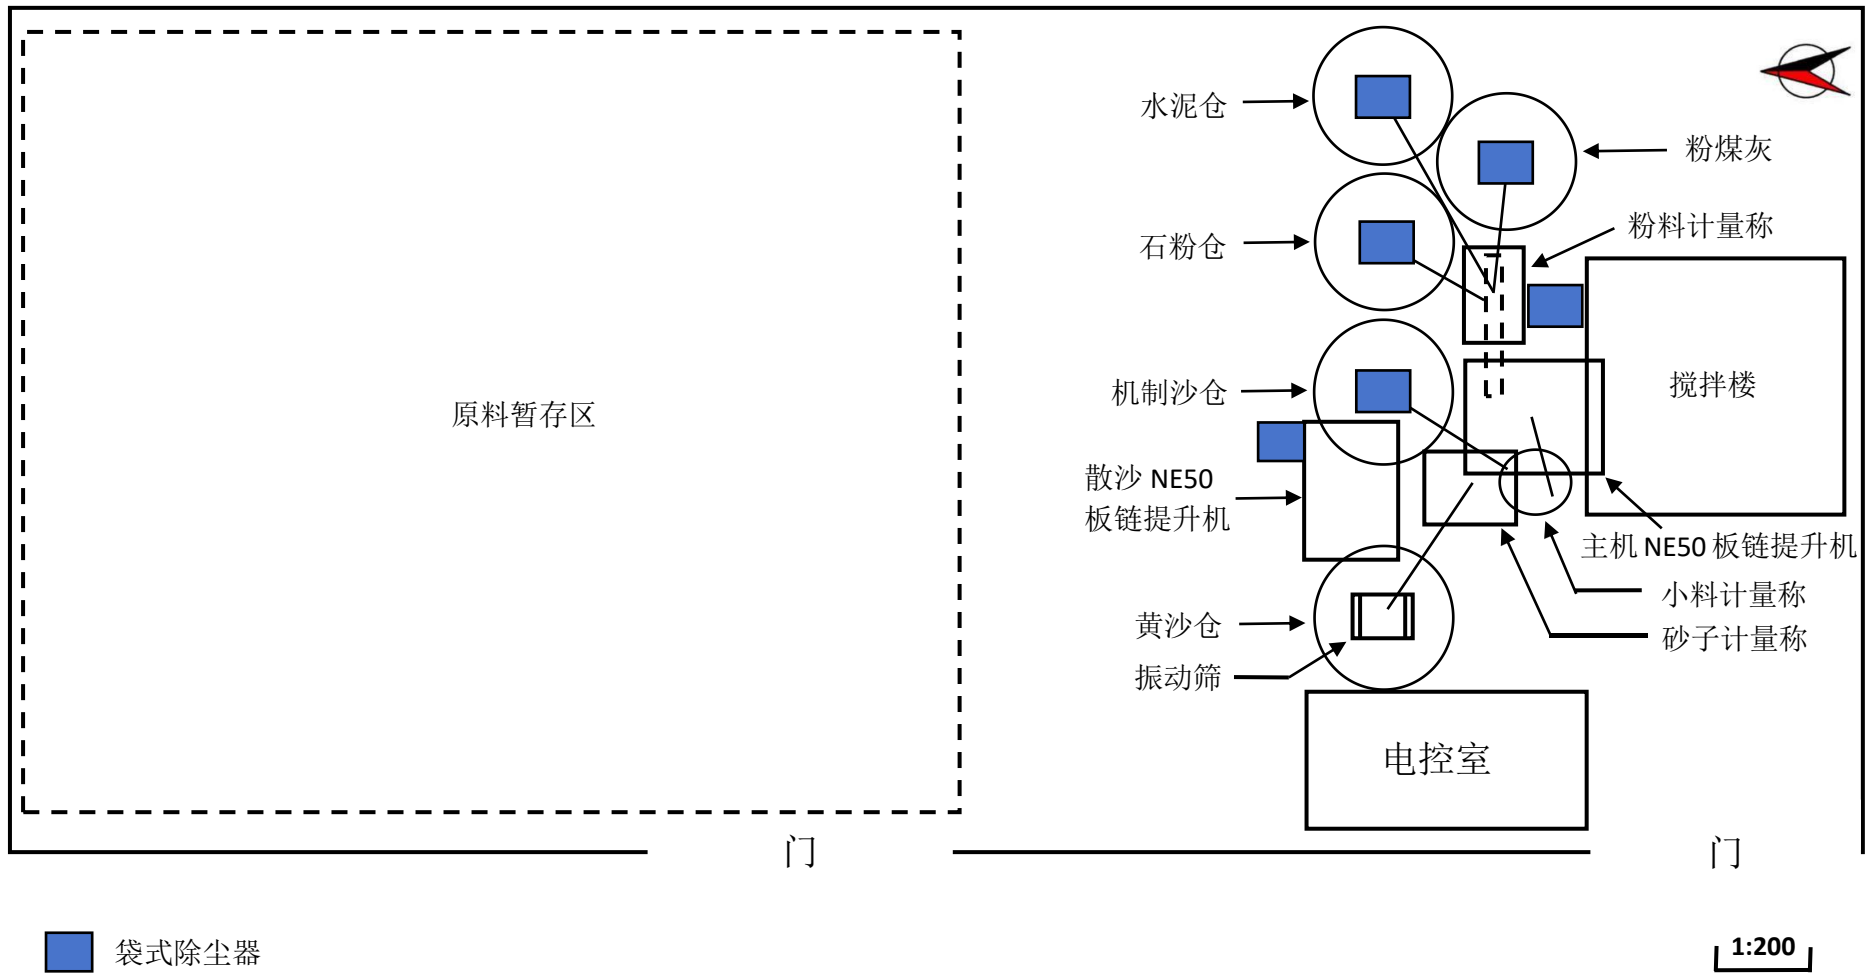 水泥仓
粉煤灰
粉料计量称
石粉仓
搅拌楼
机制沙仓
原料暂存区
散沙 NE50
板链提升机
主机 NE50 板链提升机
小料计量称
黄沙仓
砂子计量称
振动筛
电控室
门
门
袋式除尘器
1:200